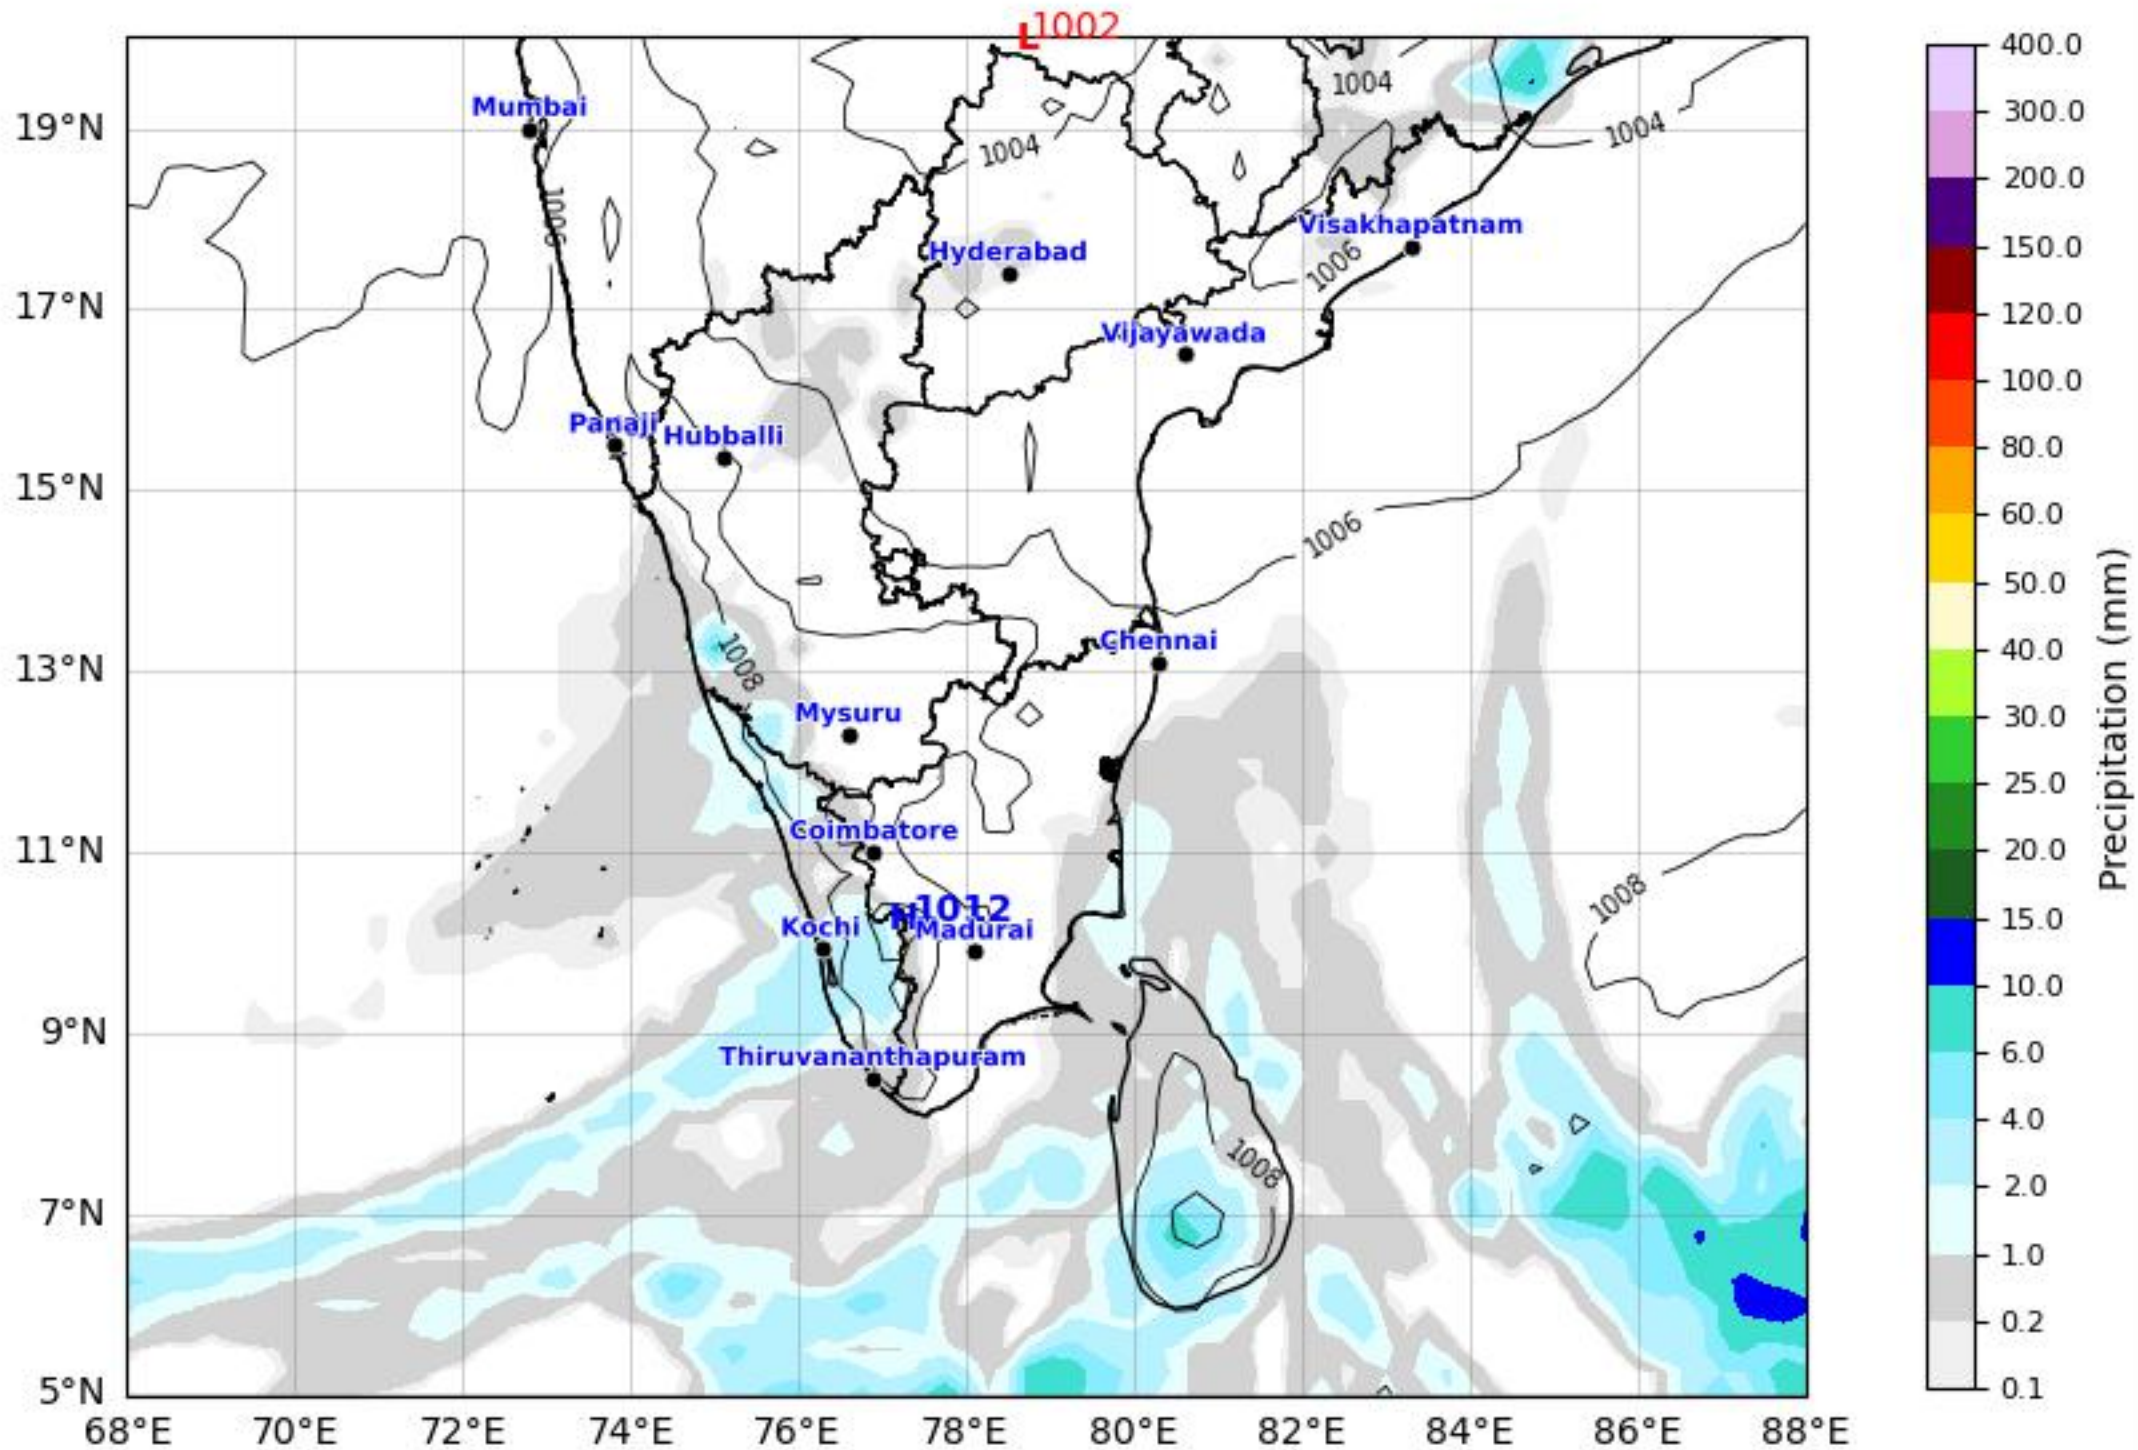 L1002
400.0
300.0
200.0
150.0
120.0
100.0
80.0
60.0
50.0
40.0
30.0
25.0
20.0
15.0
10.0
6.0
4.0
2.0
1.0
0.2
0.1
Precipitation (mm)
19°N
17°N
15°N
13°N
11°N
9°N
7°N
5°N
Mumbai
1004
1004
1004
1006
Visakhapatnam
Hyderabad
1006
Vijayawada
Panaji
Hubballi
1006
Chennai
1008
Mysuru
Coimbatore
1008
H1012
Kochi
Madurai
Thiruvananthapuram
1008
68°E
70°E
72°E
74°E
76°E
78°E
80°E
82°E
84°E
86°E
88°E